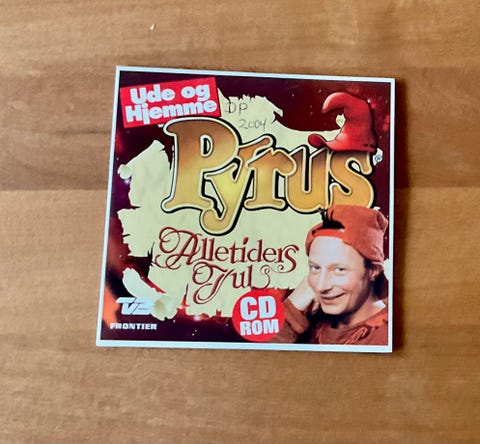 Ude og
Hjemme
DP
2004
Pyrus
Alletiders
Jul
CD
ROM
TV2
FRONTIER